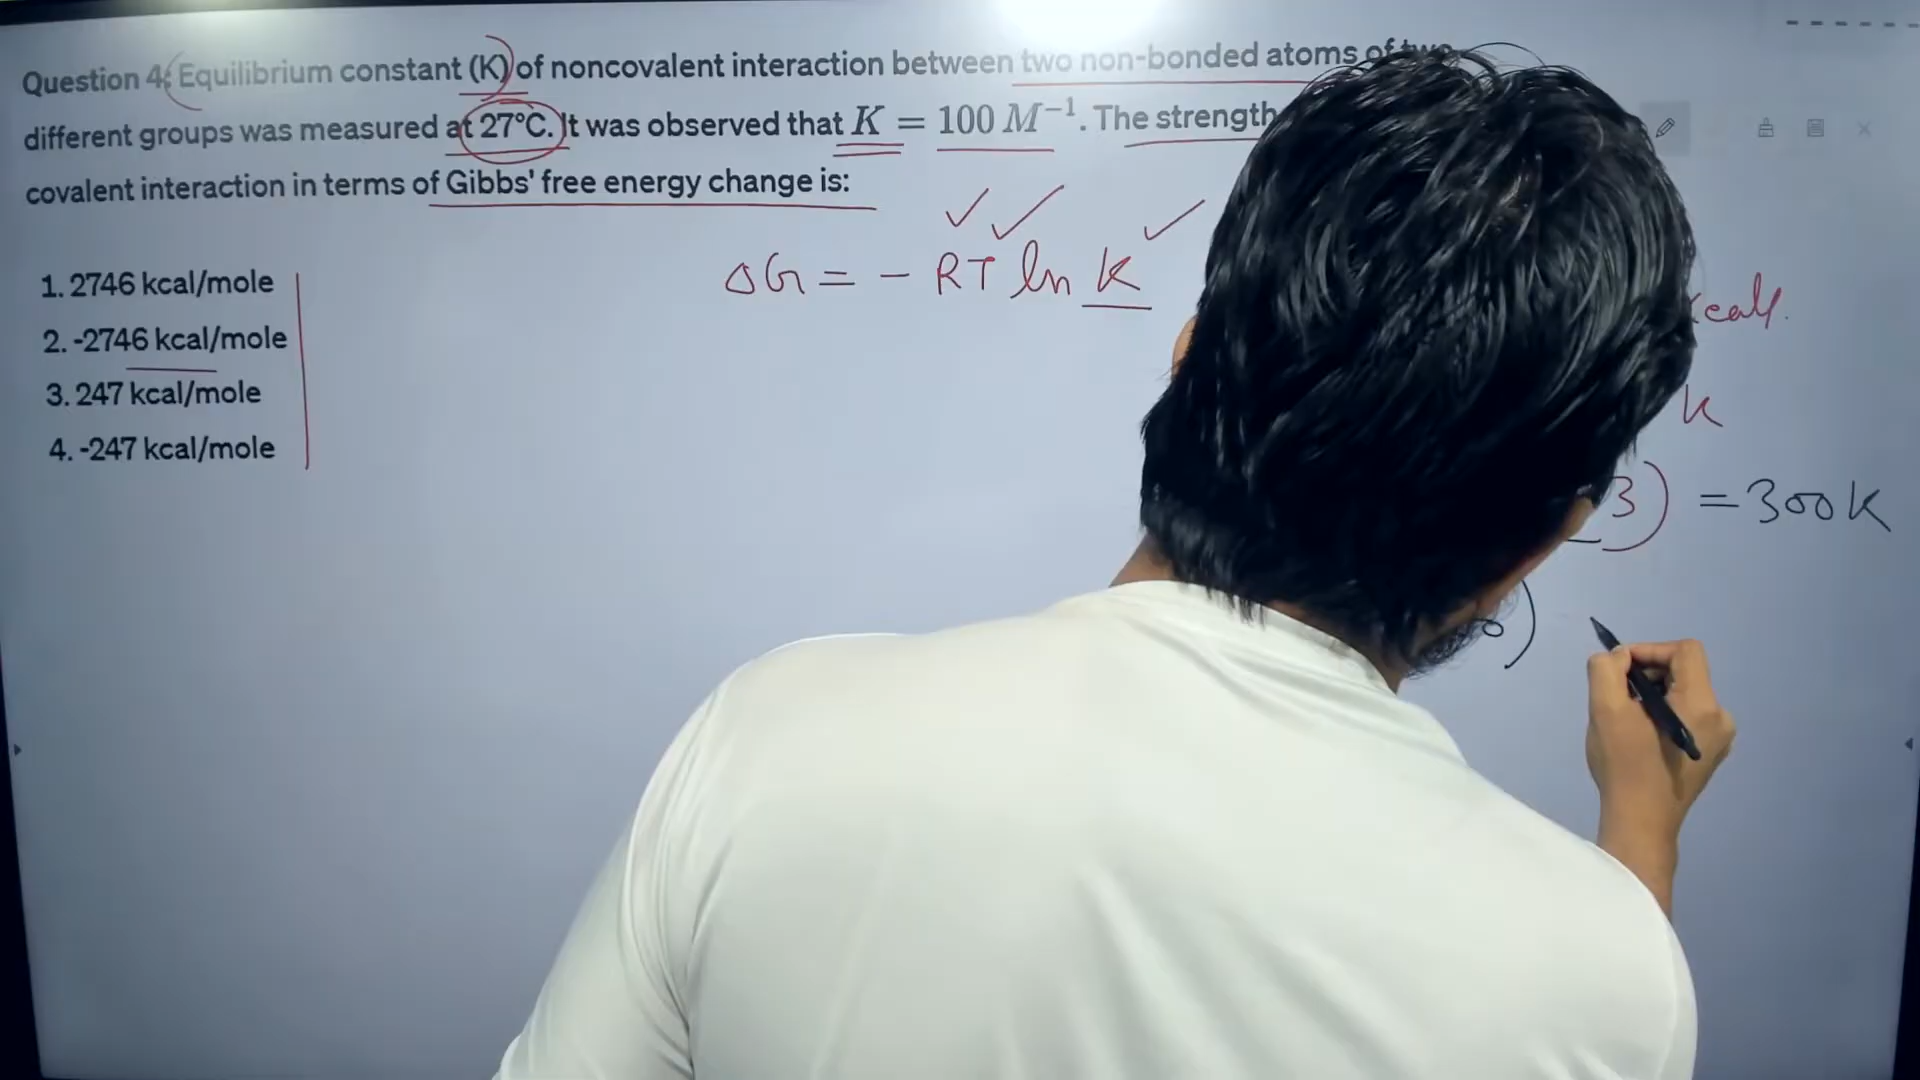 Question 4: Equilibrium constant (K) of noncovalent interaction between two non-bonded atoms of two
different groups was measured at 27°C. It was observed that K = 100 M⁻¹. The strength
covalent interaction in terms of Gibbs' free energy change is:
1. 2746 kcal/mole
2. -2746 kcal/mole
3. 247 kcal/mole
4. -247 kcal/mole
ΔG = - RT ln K
K
3) = 300 K